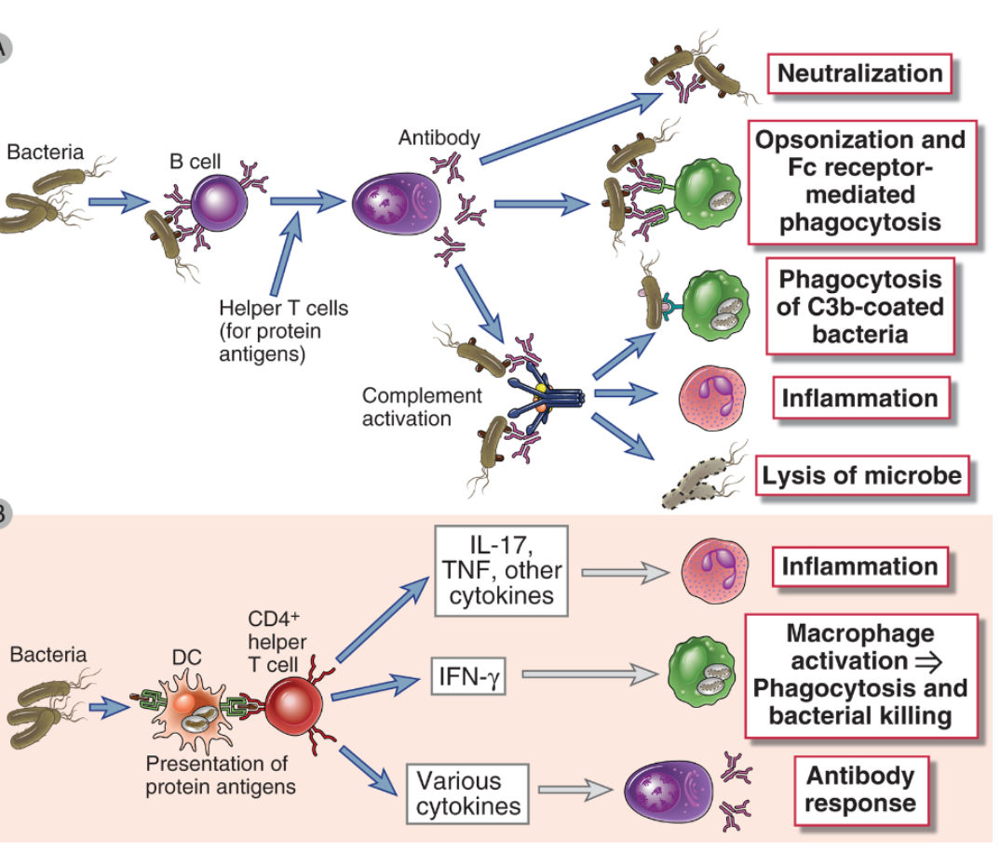 A
Bacteria
B cell
Antibody
Helper T cells
(for protein
antigens)
Complement
activation
Neutralization
Opsonization and
Fc receptor-
mediated
phagocytosis
Phagocytosis
of C3b-coated
bacteria
Inflammation
Lysis of microbe
B
Bacteria
DC
CD4⁺
helper
T cell
Presentation of
protein antigens
IL-17,
TNF, other
cytokines
Inflammation
IFN-γ
Macrophage
activation ⇒
Phagocytosis and
bacterial killing
Various
cytokines
Antibody
response